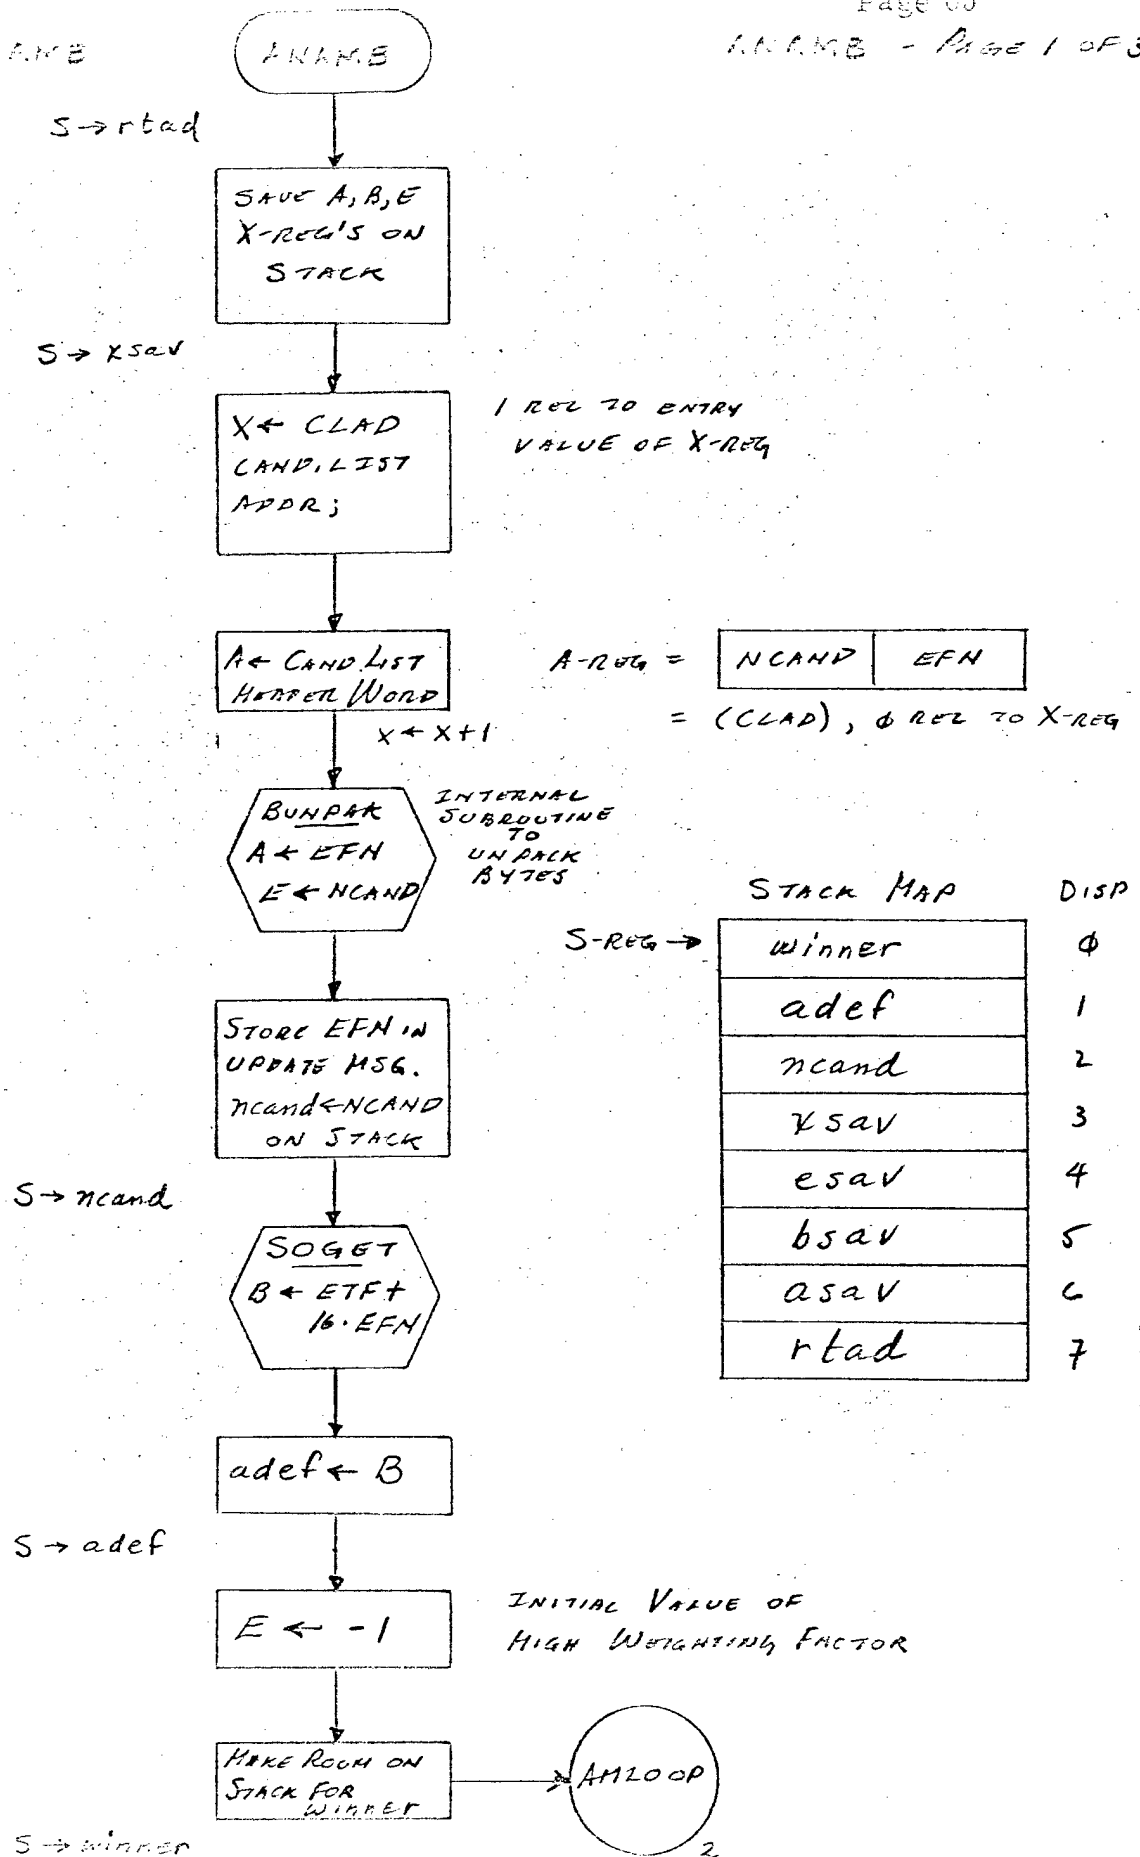 Page
ANAMB - PAGE 1 OF 3
ANAMB
S → rtad
SAVE A, B, E
X-REG'S ON
STACK
S → xsav
X ← CLAD
CAND. LIST
ADDR;
1 REL TO ENTRY
VALUE OF X-REG
A ← CAND. LIST
HEADER WORD
A-REG = NCAND EFN
= (CLAD), φ REL TO X-REG
X ← X+1
BUNPAK
A ← EFN
E ← NCAND
INTERNAL
SUBROUTINE
TO
UNPACK
BYTES
STORE EFN IN
UPDATE MSG.
ncand ← NCAND
ON STACK
S → ncand
SOGET
B ← ETF +
16 · EFN
adef ← B
S → adef
E ← -1
INITIAL VALUE OF
HIGH WEIGHTING FACTOR
MAKE ROOM ON
STACK FOR
winner
AMLOOP
2
S → winner
STACK MAP DISP
S-REG → winner φ
adef 1
ncand 2
xsav 3
esav 4
bsav 5
asav 6
rtad 7